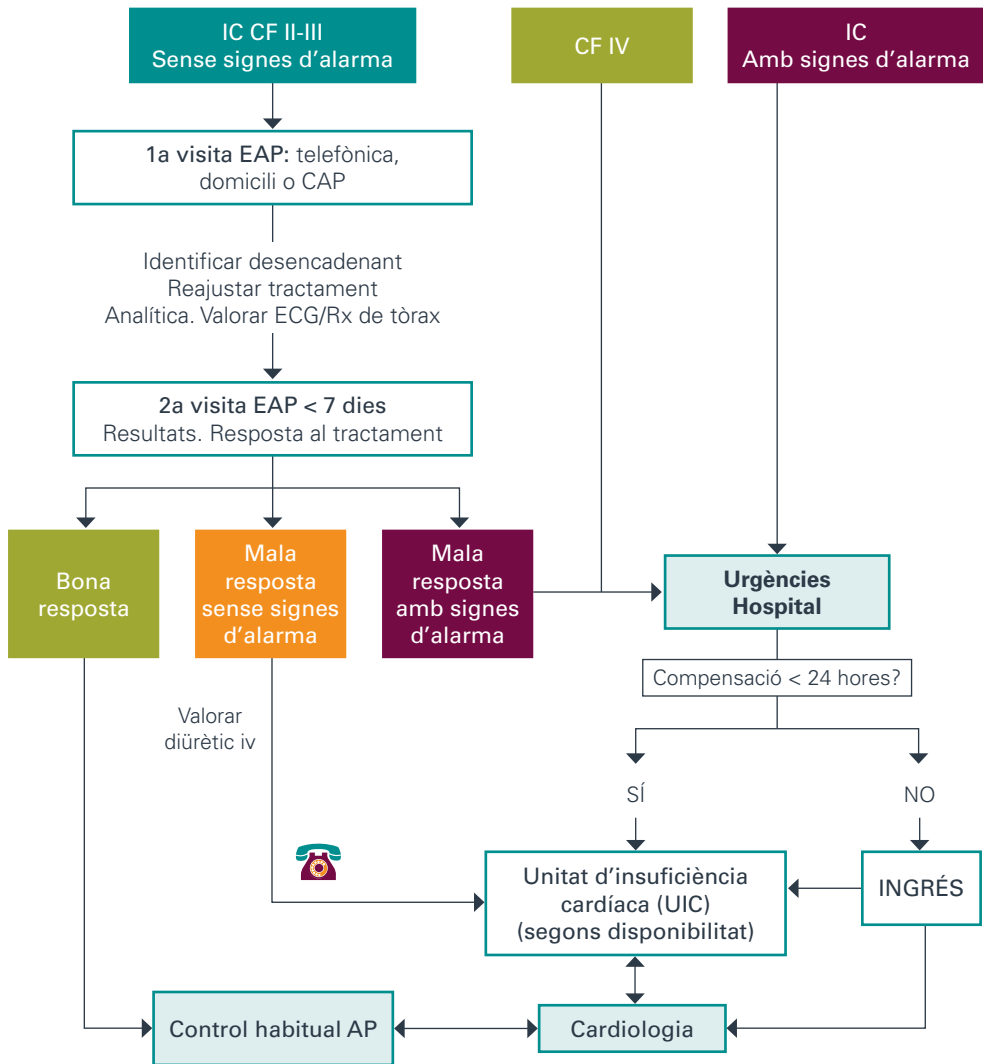 IC CF II-III
Sense signes d’alarma
CF IV
IC
Amb signes d’alarma
1a visita EAP: telefònica,
domicili o CAP
Identificar desencadenant
Reajustar tractament
Analítica. Valorar ECG/Rx de tòrax
2a visita EAP < 7 dies
Resultats. Resposta al tractament
Bona
resposta
Mala
resposta
sense signes
d’alarma
Mala
resposta
amb signes
d’alarma
Urgències
Hospital
Compensació < 24 hores?
Valorar
diürètic iv
SÍ
NO
Unitat d’insuficiència
cardíaca (UIC)
(segons disponibilitat)
INGRÉS
Control habitual AP
Cardiologia